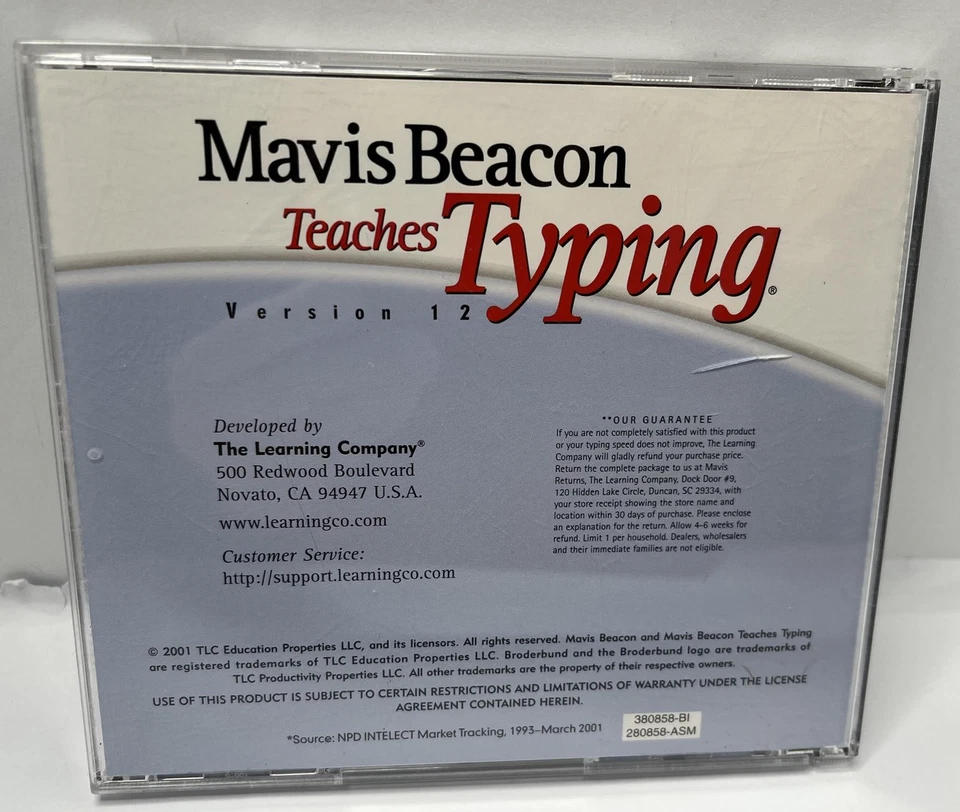 Mavis Beacon
Teaches Typing®
Version 12
Developed by
The Learning Company®
500 Redwood Boulevard
Novato, CA 94947 U.S.A.
www.learningco.com
Customer Service:
http://support.learningco.com
**OUR GUARANTEE
If you are not completely satisfied with this product
or your typing speed does not improve, The Learning
Company will gladly refund your purchase price.
Return the complete package to us at Mavis
Returns, The Learning Company, Dock Door #9,
120 Hidden Lake Circle, Duncan, SC 29334, with
your store receipt showing the store name and
location within 30 days of purchase. Please enclose
an explanation for the return. Allow 4-6 weeks for
refund. Limit 1 per household. Dealers, wholesalers
and their immediate families are not eligible.
© 2001 TLC Education Properties LLC, and its licensors. All rights reserved. Mavis Beacon and Mavis Beacon Teaches Typing
are registered trademarks of TLC Education Properties LLC. Broderbund and the Broderbund logo are trademarks of
TLC Productivity Properties LLC. All other trademarks are the property of their respective owners.
USE OF THIS PRODUCT IS SUBJECT TO CERTAIN RESTRICTIONS AND LIMITATIONS OF WARRANTY UNDER THE LICENSE
AGREEMENT CONTAINED HEREIN.
*Source: NPD INTELECT Market Tracking, 1993–March 2001
380858-BI
280858-ASM